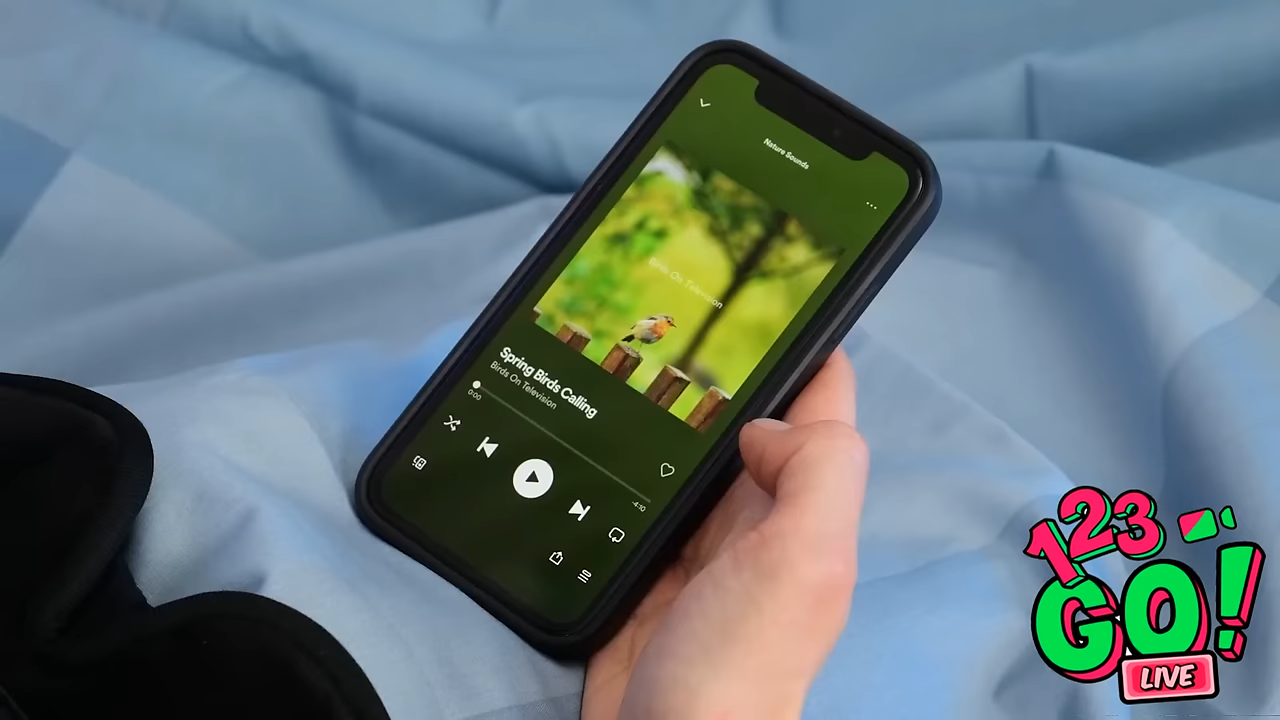 Nature Sounds
Birds On Television
Spring Birds Calling
Birds On Television
0:00
-4:10
123
GO!
LIVE